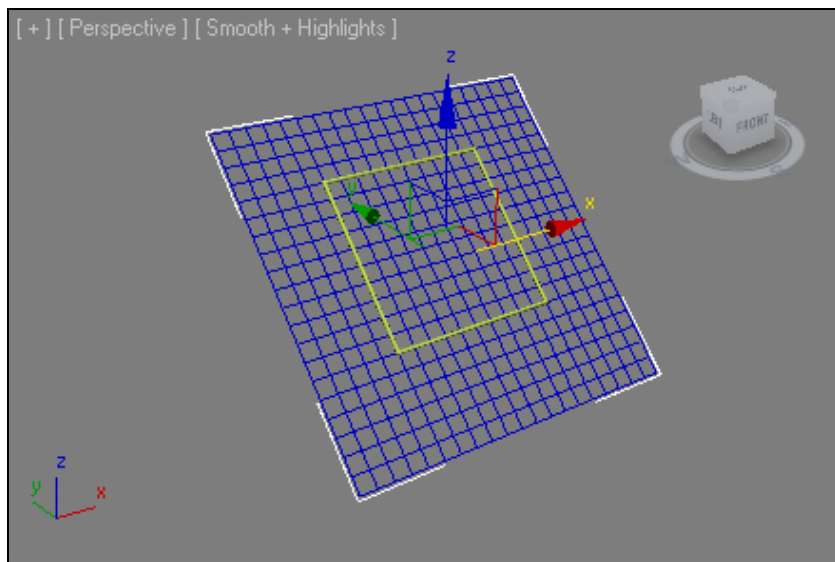 [ + ] [ Perspective ] [ Smooth + Highlights ]
z
y
x
FRONT
z
y
x